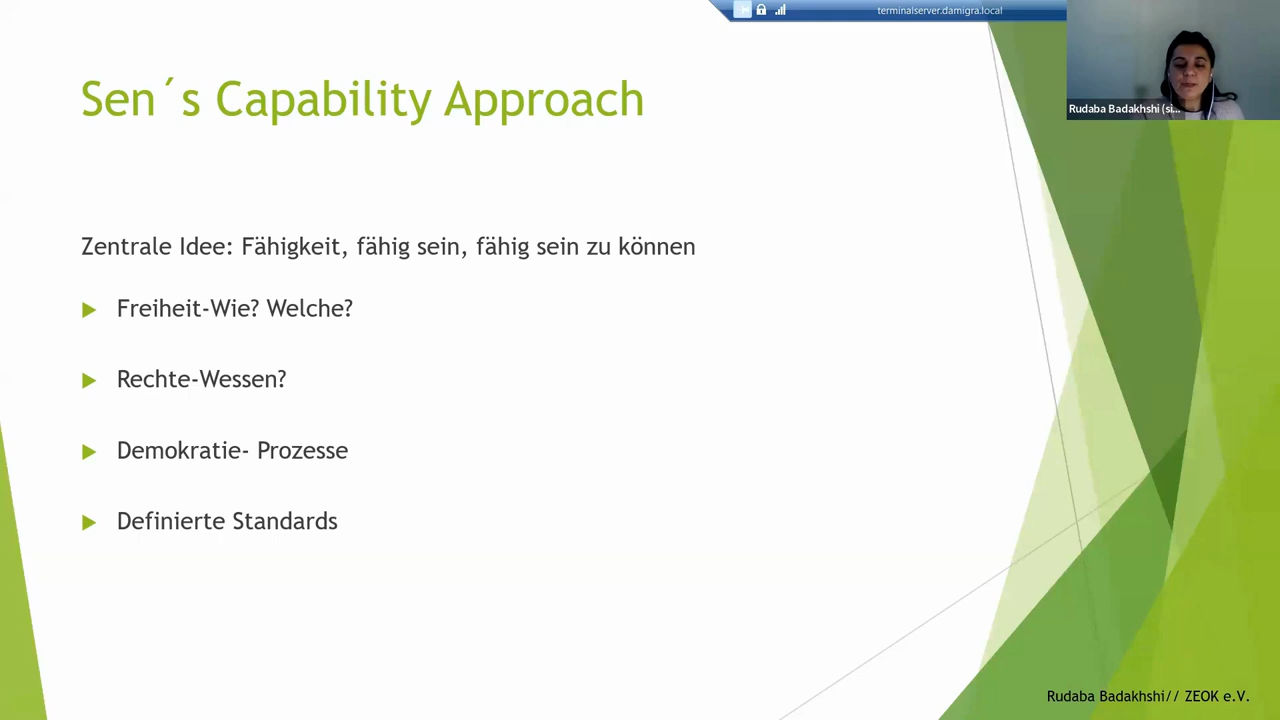 terminalserver.damigra.local
Sen´s Capability Approach
Rudaba Badakhshi (si...
Zentrale Idee: Fähigkeit, fähig sein, fähig sein zu können
Freiheit-Wie? Welche?
Rechte-Wessen?
Demokratie- Prozesse
Definierte Standards
Rudaba Badakhshi// ZEOK e.V.